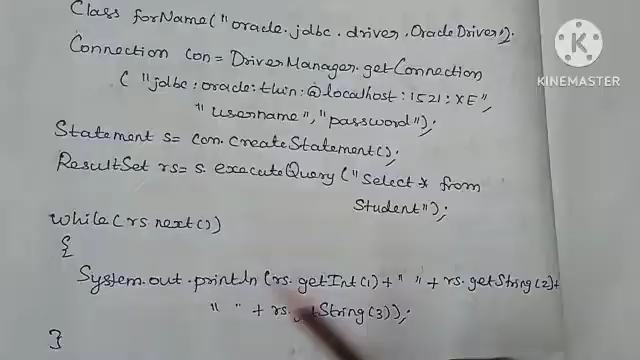 Class forName("oracle.jdbc.driver.OracleDriver");
Connection con = DriverManager.getConnection
("jdbc:oracle:thin:@localhost:1521:XE",
"username","password");
Statement s= con.createStatement();
ResultSet rs= s.executeQuery("Select * from
Student");
while(rs next())
{
System.out.println(rs.getInt(1)+" "+rs.getString(2)+
" "+rs.getString(3));
}
K
KINEMASTER